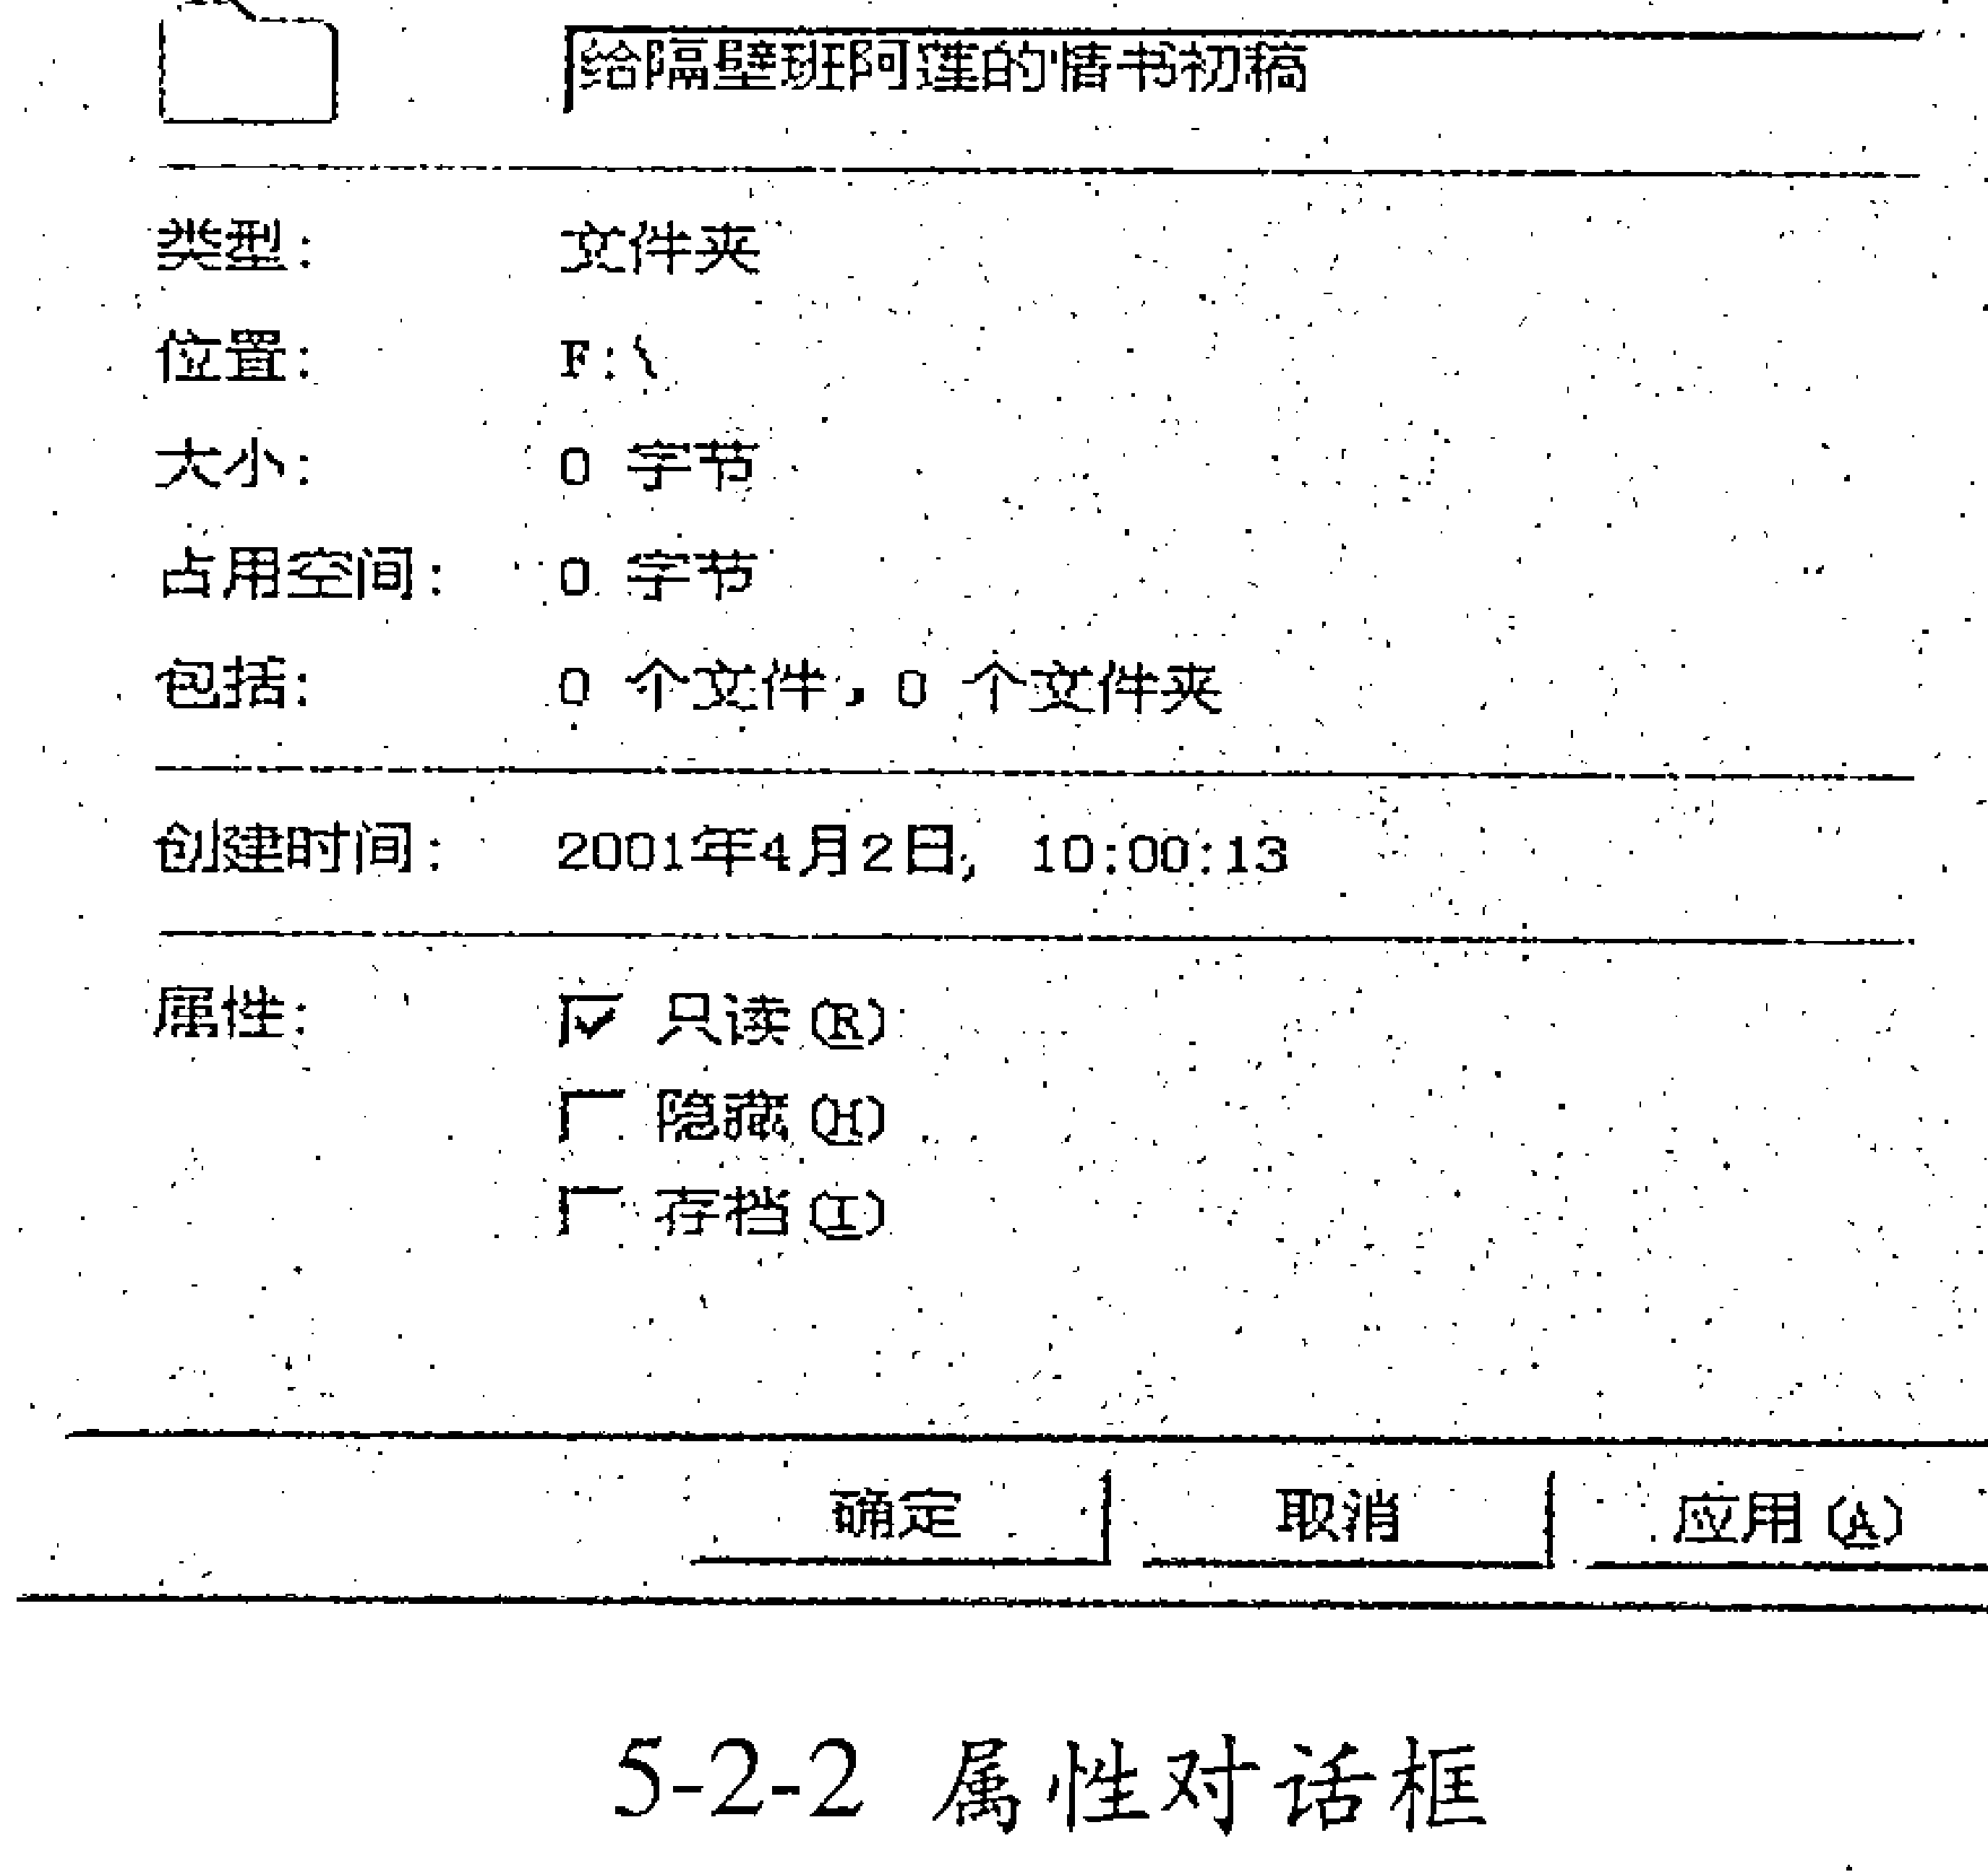 给隔壁班阿莲的情书初稿
类型: 文件夹
位置: F:\
大小: 0 字节
占用空间: 0 字节
包括: 0 个文件, 0 个文件夹
创建时间: 2001年4月2日, 10:00:13
属性: 只读(R)
隐藏(H)
存档(I)
确定 取消 应用(A)
5-2-2 属性对话框